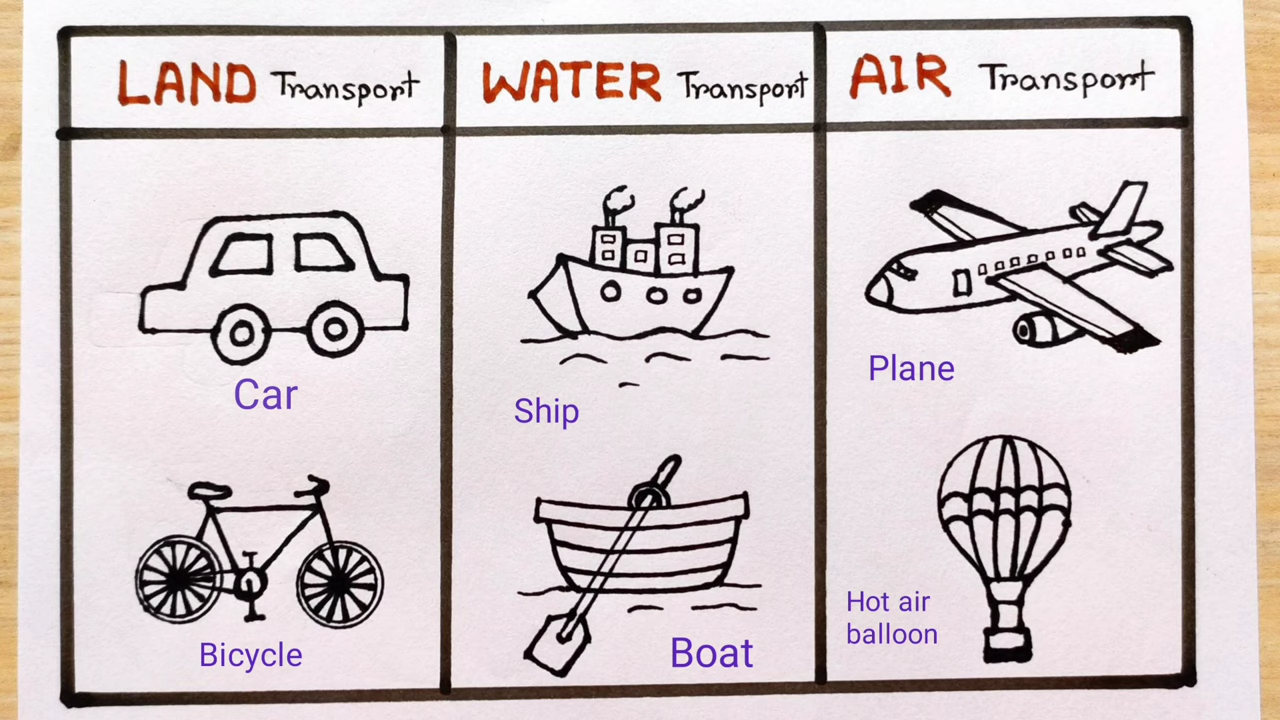 LAND Transport
WATER Transport
AIR Transport
Car
Ship
Plane
Bicycle
Boat
Hot air
balloon